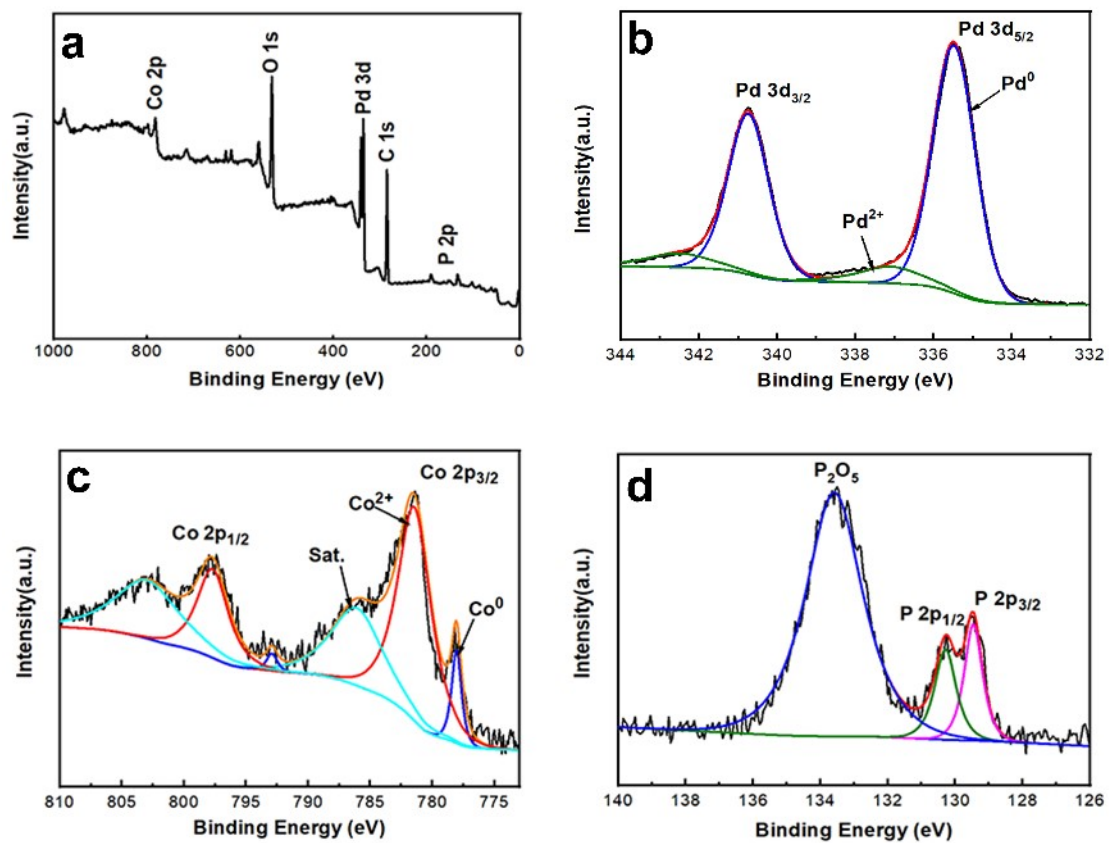 a
Co 2p
O 1s
Pd 3d
C 1s
P 2p
Intensity(a.u.)
1000 800 600 400 200 0
Binding Energy (eV)
b
Pd 3d5/2
Pd 3d3/2
Pd0
Pd2+
Intensity(a.u.)
344 342 340 338 336 334 332
Binding Energy (eV)
c
Co 2p3/2
Co2+
Co 2p1/2
Sat.
Co0
Intensity(a.u.)
810 805 800 795 790 785 780 775
Binding Energy (eV)
d
P2O5
P 2p3/2
P 2p1/2
Intensity(a.u.)
140 138 136 134 132 130 128 126
Binding Energy (eV)